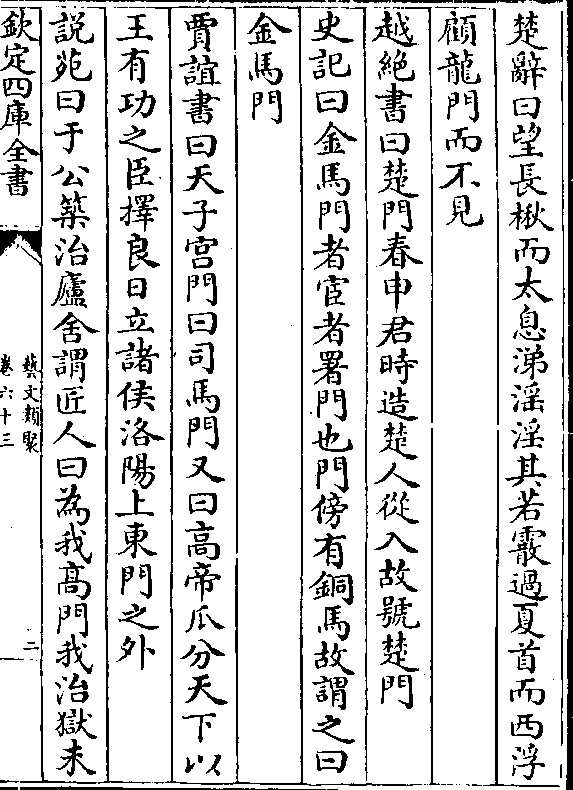 楚辭曰望長楸而太息涕淫淫其若霰過夏首而西浮
顧龍門而不見
越絶書曰楚門春申君時造楚人從入故號楚門
史記曰金馬門者宦者署門也門傍有銅馬故謂之曰
金馬門
賈誼書曰天子宫門曰司馬門又曰高帝瓜分天下以
王有功之臣擇良日立諸侯洛陽上東門之外
説苑曰于公築治廬舍謂匠人曰為我髙門我治獄未
欽定四庫全書
藝文類聚
卷六十三
二